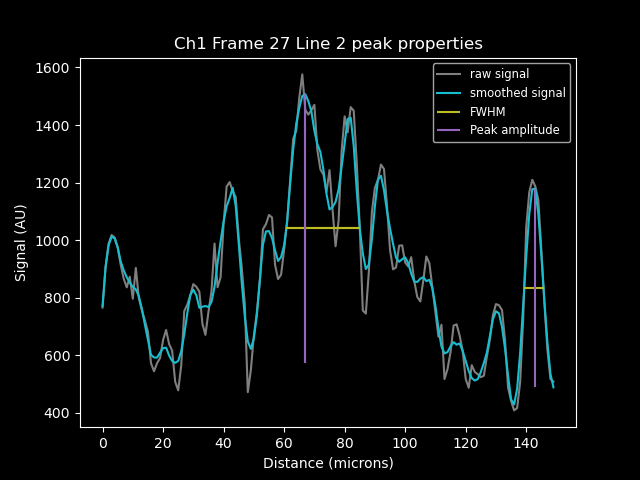 Ch1 Frame 27 Line 2 peak properties
raw signal
smoothed signal
FWHM
Peak amplitude
Signal (AU)
1600
1400
1200
1000
800
600
400
0 20 40 60 80 100 120 140
Distance (microns)